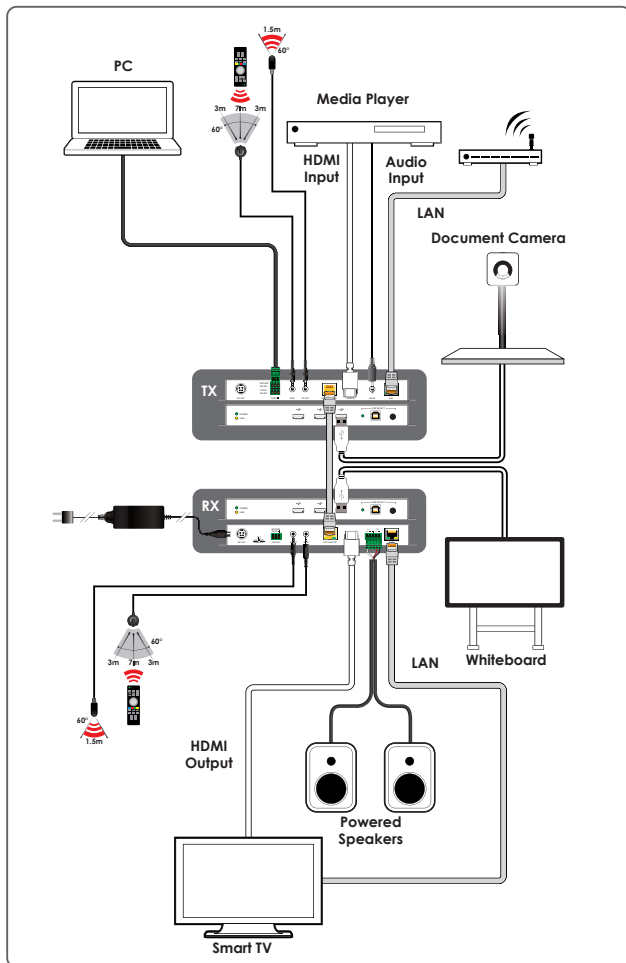 1.5m
60°
PC
3m 7m 3m
60°
Media Player
HDMI
Input
Audio
Input
LAN
Document Camera
TX
RX
60°
3m 7m 3m
60°
1.5m
LAN
Whiteboard
HDMI
Output
Powered
Speakers
Smart TV